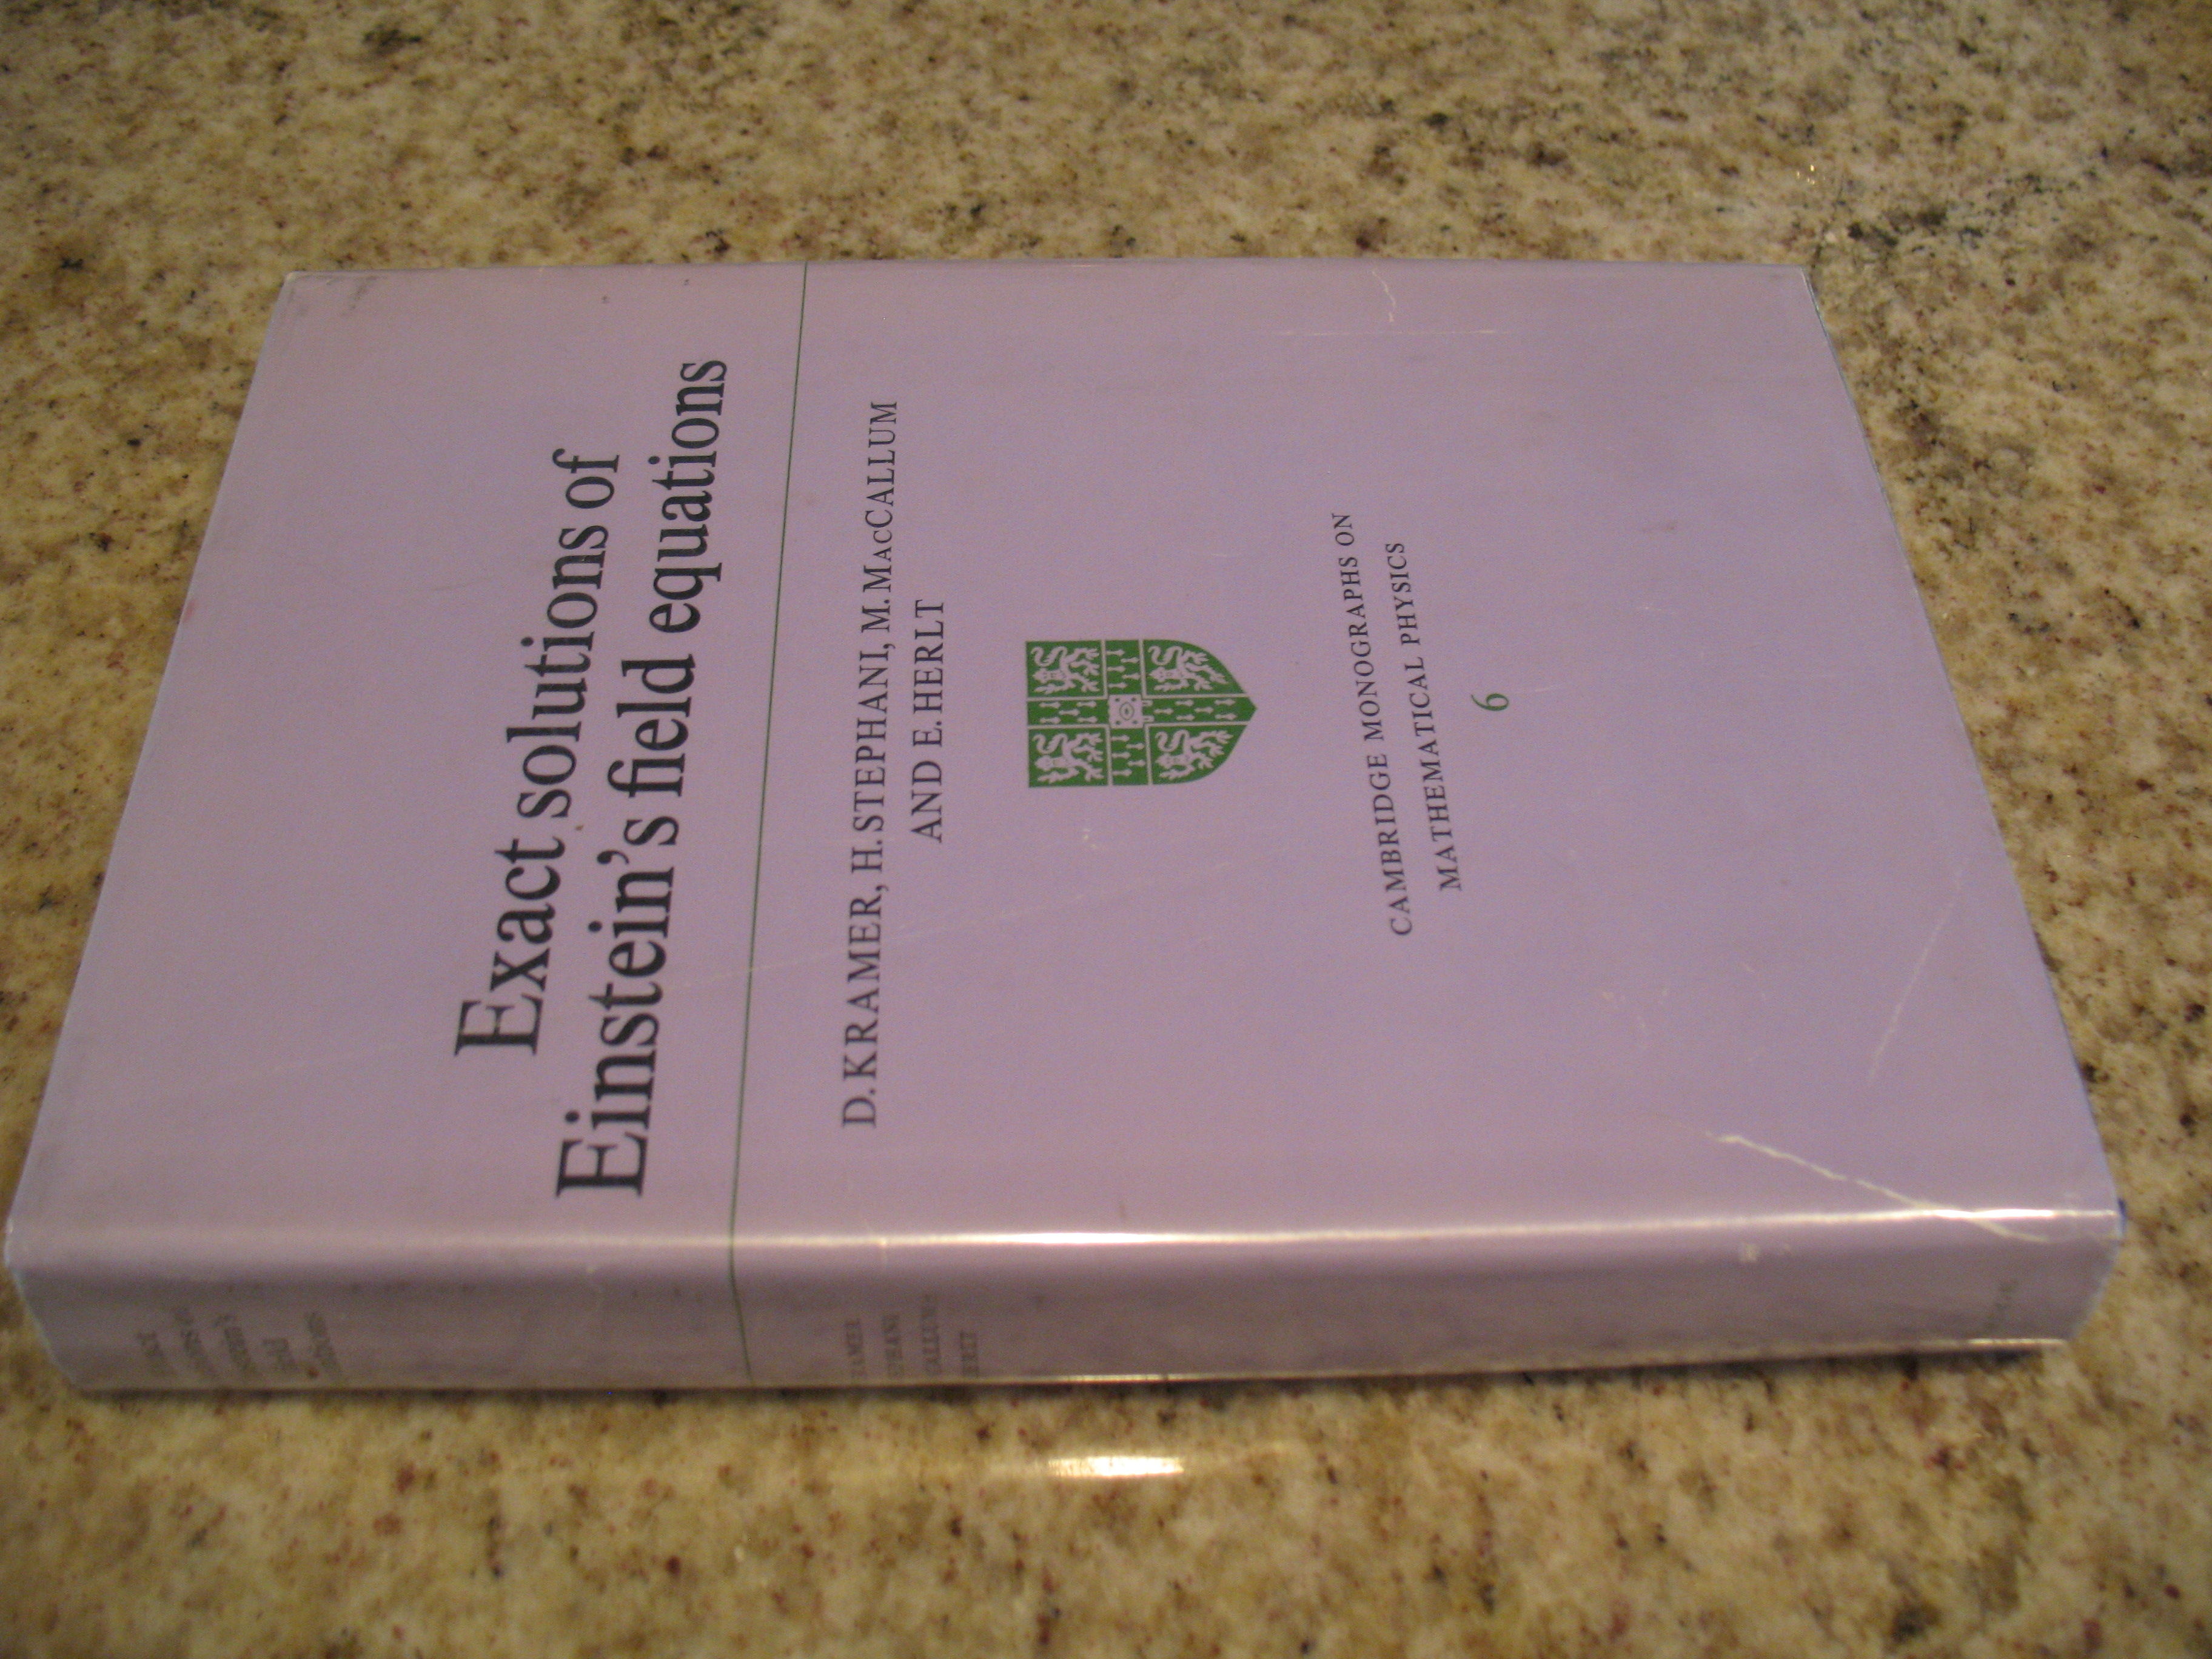 Exact solutions of
Einstein's field equations
D. KRAMER, H. STEPHANI, M. MACCALLUM
AND E. HERLT
CAMBRIDGE MONOGRAPHS ON
MATHEMATICAL PHYSICS
6